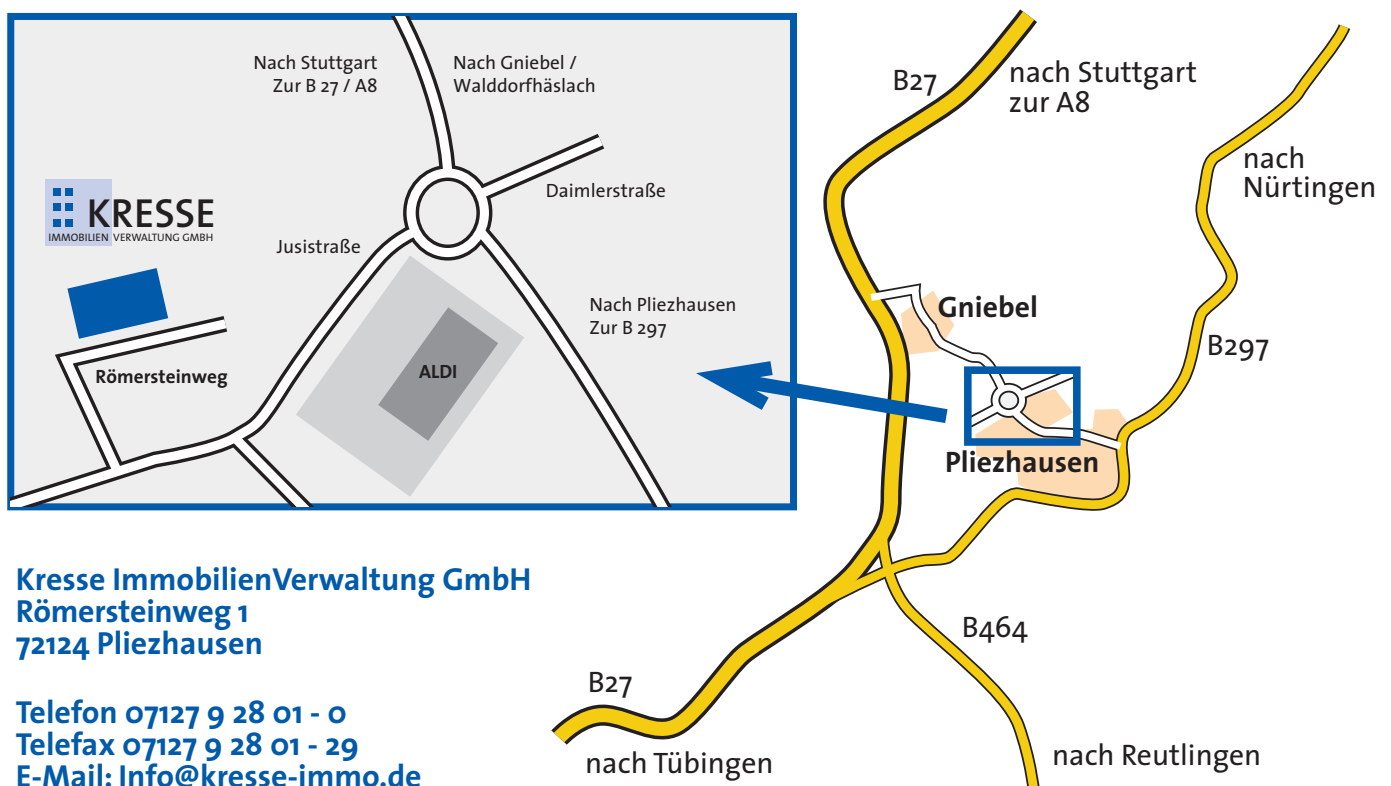 Nach Stuttgart
Zur B 27 / A8
Nach Gniebel /
Walddorfhäslach
Daimlerstraße
KRESSE
IMMOBILIEN VERWALTUNG GMBH
Jusistraße
Nach Pliezhausen
Zur B 297
Römersteinweg
ALDI
B27
nach Stuttgart
zur A8
nach
Nürtingen
Gniebel
B297
Pliezhausen
B464
B27
nach Tübingen
nach Reutlingen
Kresse ImmobilienVerwaltung GmbH
Römersteinweg 1
72124 Pliezhausen
Telefon 07127 9 28 01 - 0
Telefax 07127 9 28 01 - 29
E-Mail: Info@kresse-immo.de